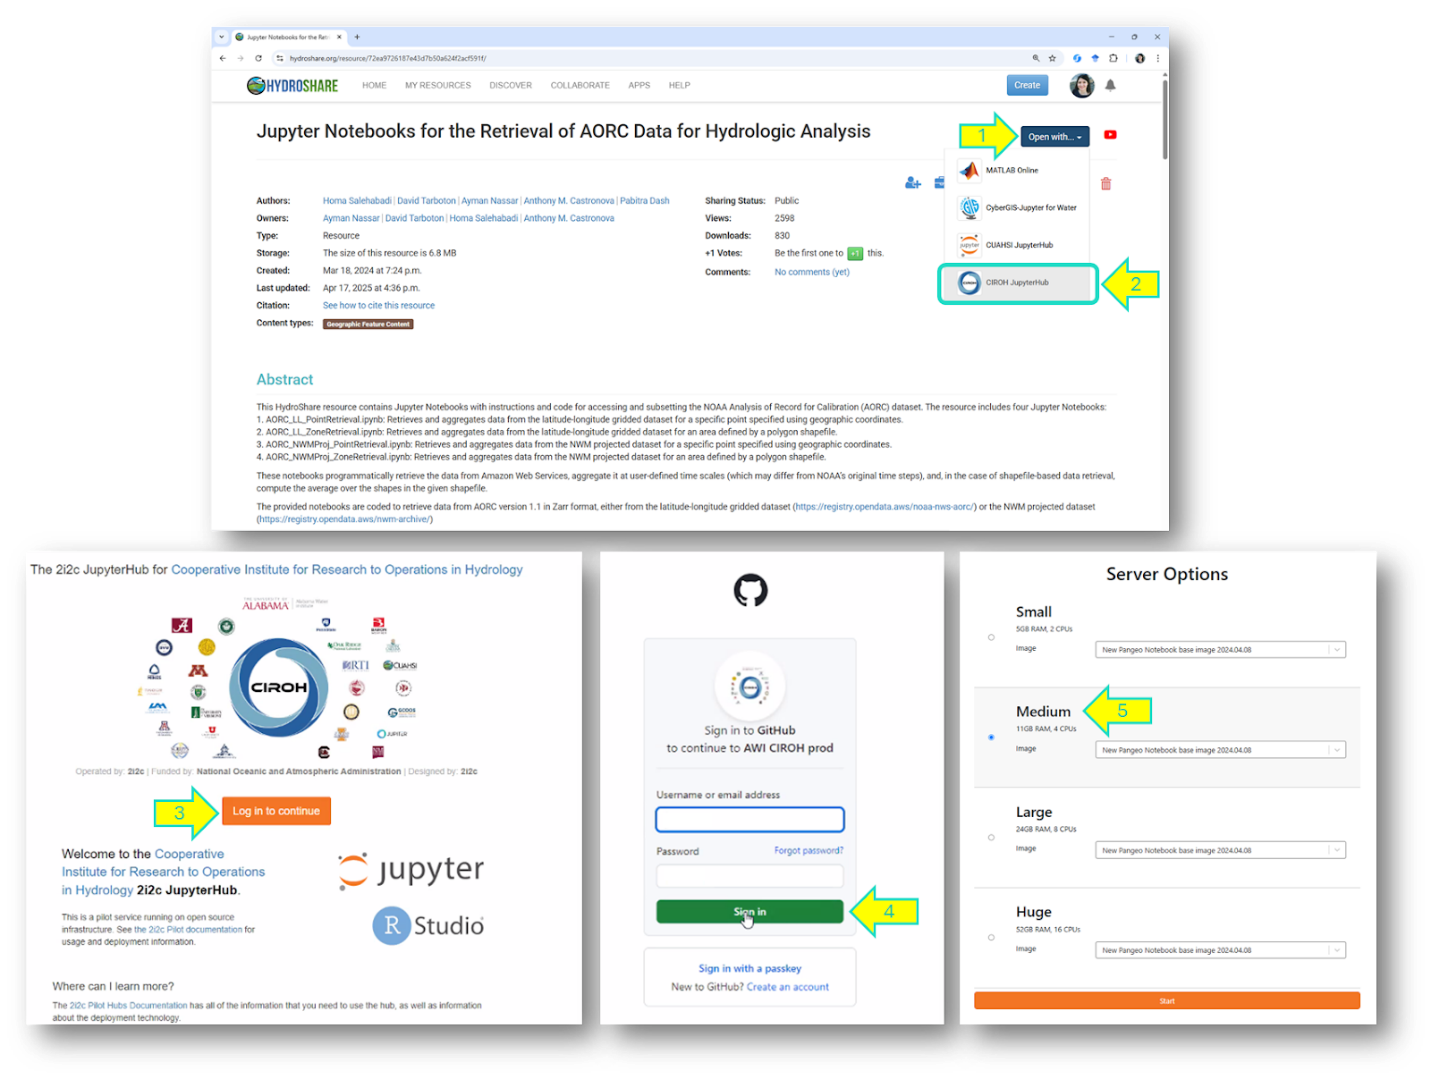 Jupyter Notebooks for the Retr
hydroshare.org/resource/72ea9726187e43d7b50a624f2acf591f/
HYDROSHARE HOME MY RESOURCES DISCOVER COLLABORATE APPS HELP Create
Jupyter Notebooks for the Retrieval of AORC Data for Hydrologic Analysis
1
Open with...
MATLAB Online
CyberGIS-Jupyter for Water
CUAHSI JupyterHub
CIROH JupyterHub
2
Authors: Homa Salehabadi | David Tarboton | Ayman Nassar | Anthony M. Castronova | Pabitra Dash
Owners: Ayman Nassar | David Tarboton | Homa Salehabadi | Anthony M. Castronova
Type: Resource
Storage: The size of this resource is 6.8 MB
Created: Mar 18, 2024 at 7:24 p.m.
Last updated: Apr 17, 2025 at 4:36 p.m.
Citation: See how to cite this resource
Content types: Geographic Feature Content
Sharing Status: Public
Views: 2598
Downloads: 830
+1 Votes: Be the first one to +1 this.
Comments: No comments (yet)
Abstract
This HydroShare resource contains Jupyter Notebooks with instructions and code for accessing and subsetting the NOAA Analysis of Record for Calibration (AORC) dataset. The resource includes four Jupyter Notebooks:
1. AORC_LL_PointRetrieval.ipynb: Retrieves and aggregates data from the latitude-longitude gridded dataset for a specific point specified using geographic coordinates.
2. AORC_LL_ZoneRetrieval.ipynb: Retrieves and aggregates data from the latitude-longitude gridded dataset for an area defined by a polygon shapefile.
3. AORC_NWMProj_PointRetrieval.ipynb: Retrieves and aggregates data from the NWM projected dataset for a specific point specified using geographic coordinates.
4. AORC_NWMProj_ZoneRetrieval.ipynb: Retrieves and aggregates data from the NWM projected dataset for an area defined by a polygon shapefile.
These notebooks programmatically retrieve the data from Amazon Web Services, aggregate it at user-defined time scales (which may differ from NOAA's original time steps), and, in the case of shapefile-based data retrieval,
compute the average over the shapes in the given shapefile.
The provided notebooks are coded to retrieve data from AORC version 1.1 in Zarr format, either from the latitude-longitude gridded dataset (https://registry.opendata.aws/noaa-nws-aorc/) or the NWM projected dataset
(https://registry.opendata.aws/nwm-archive/)
The 2i2c JupyterHub for Cooperative Institute for Research to Operations in Hydrology
THE UNIVERSITY OF
ALABAMA
OAK RIDGE
RTI
CUAHSI
CIROH
JUPITER
Operated by: 2i2c | Funded by: National Oceanic and Atmospheric Administration | Designed by: 2i2c
3
Log in to continue
Welcome to the Cooperative
Institute for Research to Operations
in Hydrology 2i2c JupyterHub.
This is a pilot service running on open source
infrastructure. See the 2i2c Pilot documentation for
usage and deployment information.
jupyter
R Studio
Where can I learn more?
The 2i2c Pilot Hubs Documentation has all of the information that you need to use the hub, as well as information
about the deployment technology.
CIROH
Sign in to GitHub
to continue to AWI CIROH prod
Username or email address
Password Forgot password?
Sign in
4
Sign in with a passkey
New to GitHub? Create an account
Server Options
Small
5GB RAM, 2 CPUs
Image New Pangeo Notebook base image 2024.04.08
Medium
5
11GB RAM, 4 CPUs
Image New Pangeo Notebook base image 2024.04.08
Large
24GB RAM, 8 CPUs
Image New Pangeo Notebook base image 2024.04.08
Huge
52GB RAM, 16 CPUs
Image New Pangeo Notebook base image 2024.04.08
Start